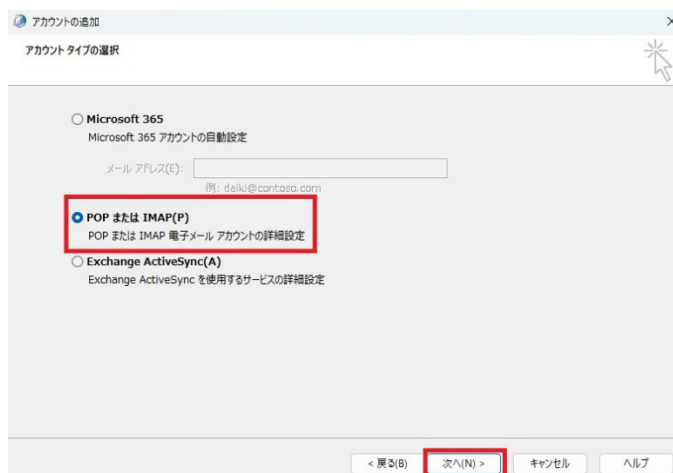 アカウントの追加
アカウント タイプの選択
Microsoft 365
Microsoft 365 アカウントの自動設定
メール アドレス(E):
例: daiki@contoso.com
POP または IMAP(P)
POP または IMAP 電子メール アカウントの詳細設定
Exchange ActiveSync(A)
Exchange ActiveSync を使用するサービスの詳細設定
< 戻る(B) 次へ(N) > キャンセル ヘルプ